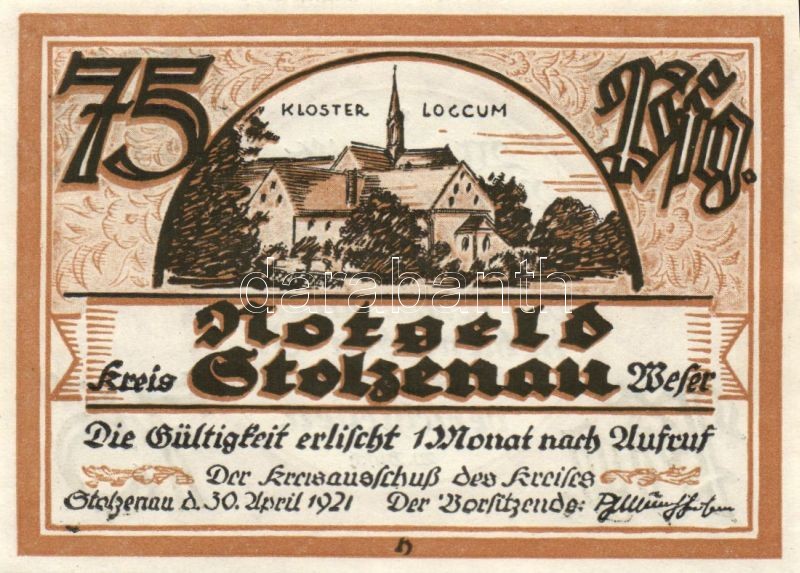 75 Pfg.
KLOSTER LOCCUM
darabanth
Notgeld
Kreis Stolzenau Weser
Die Gültigkeit erlischt 1 Monat nach Aufruf
Der Kreisausschuß des Kreises
Stolzenau d. 30. April 1921 Der Vorsitzende:
h